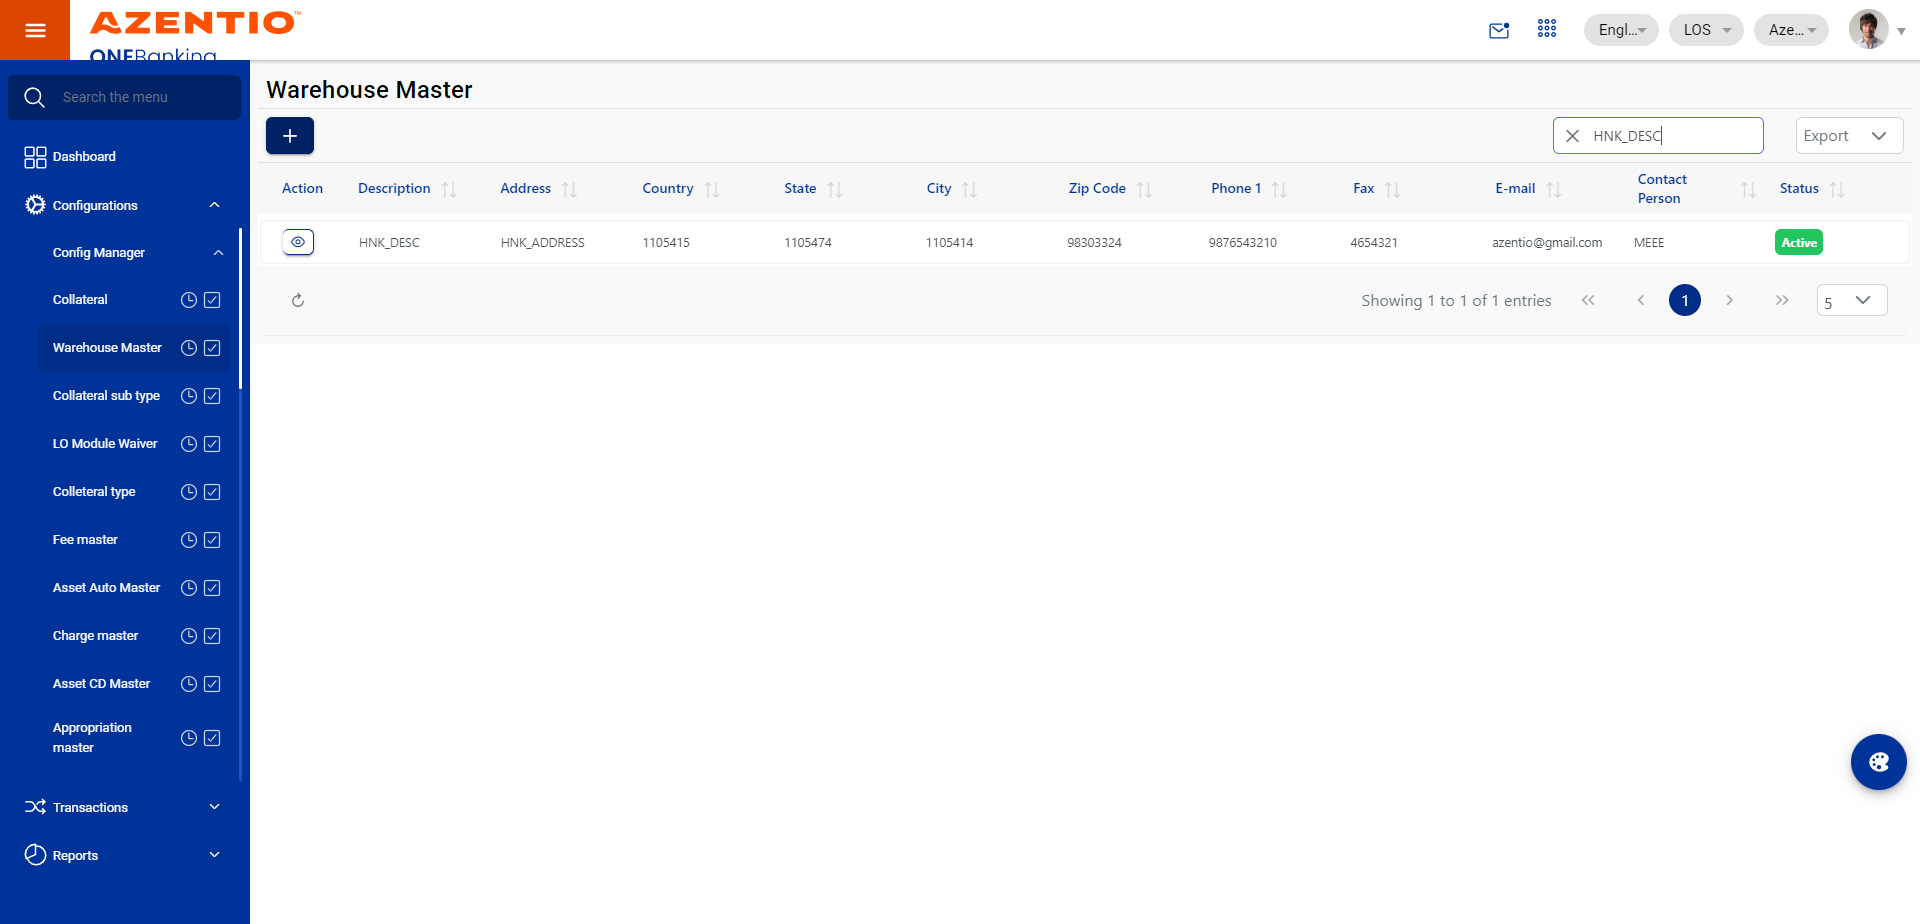 AZENTIO™
ONEBanking
Engl...
LOS
Aze...
Search the menu
Dashboard
Configurations
Config Manager
Collateral
Warehouse Master
Collateral sub type
LO Module Waiver
Colleteral type
Fee master
Asset Auto Master
Charge master
Asset CD Master
Appropriation
master
Transactions
Reports
Warehouse Master
+
HNK_DESC
Export
Action Description Address Country State City Zip Code Phone 1 Fax E-mail Contact Person Status
HNK_DESC HNK_ADDRESS 1105415 1105474 1105414 98303324 9876543210 4654321 azentio@gmail.com MEEE Active
Showing 1 to 1 of 1 entries
1
5